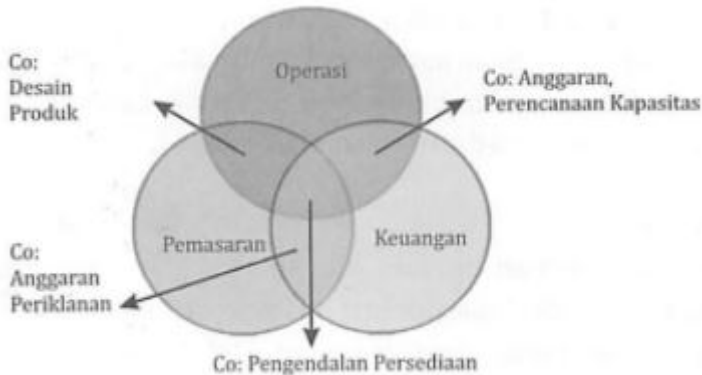 Co:
Desain
Produk
Operasi
Co: Anggaran,
Perencanaan Kapasitas
Pemasaran
Keuangan
Co:
Anggaran
Periklanan
Co: Pengendalan Persediaan